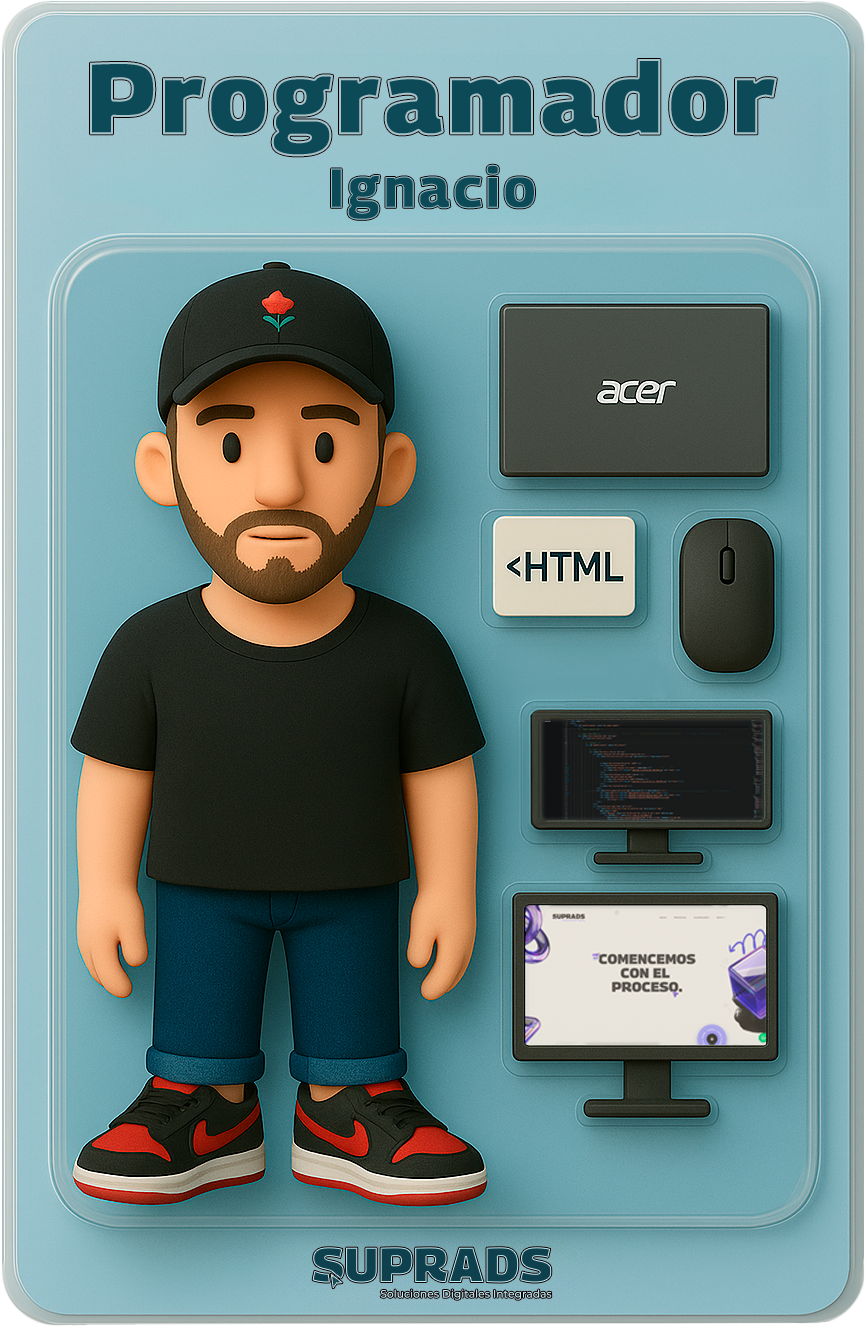 Programador
Ignacio
acer
<HTML
SUPRADS
COMENCEMOS
CON EL
PROCESO.
SUPRADS
Soluciones Digitales Integradas